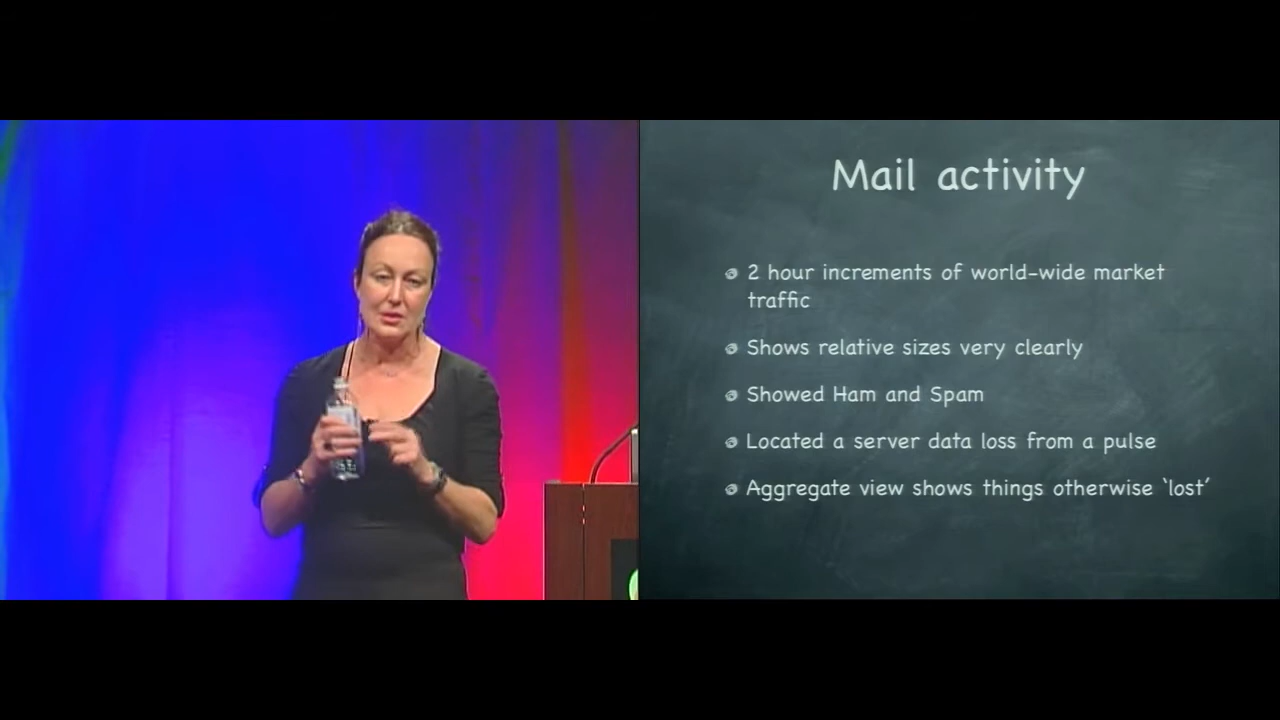 Mail activity
2 hour increments of world-wide market
traffic
Shows relative sizes very clearly
Showed Ham and Spam
Located a server data loss from a pulse
Aggregate view shows things otherwise ‘lost’